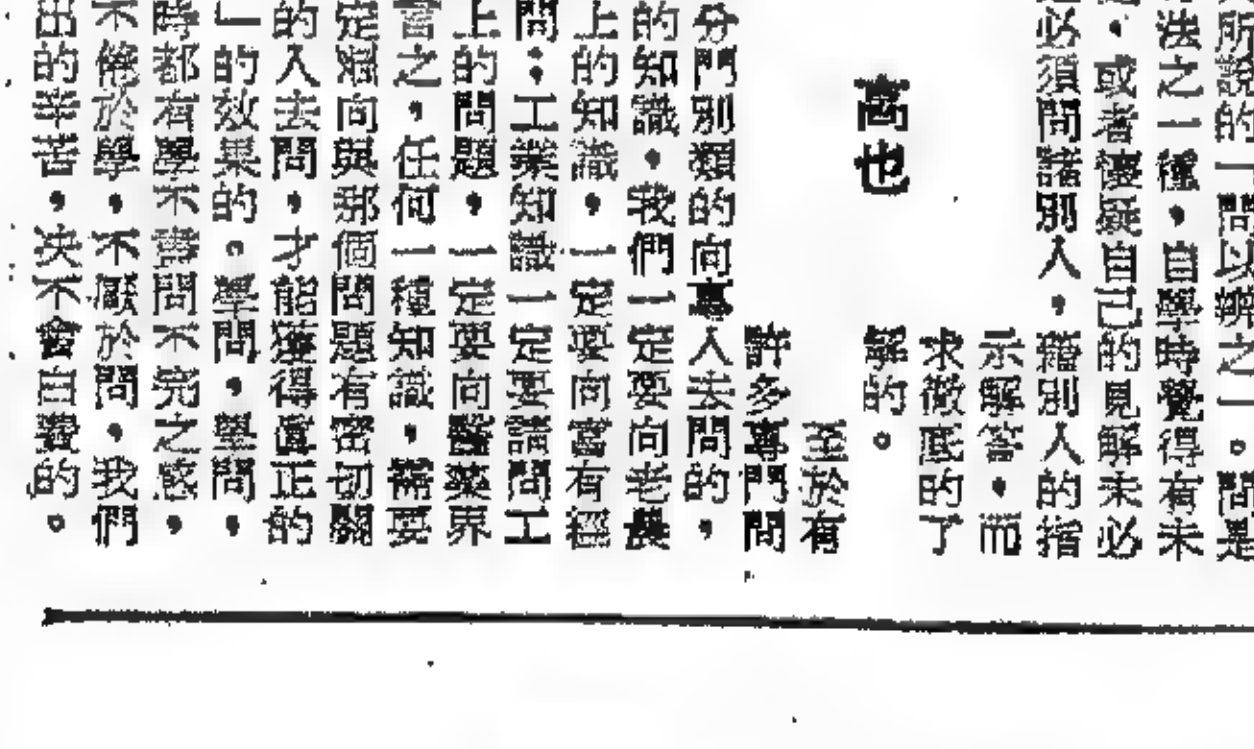 所說的「問以辨之」。問是
法之一種，自學時覺得有未
，或者懷疑自己的見解未必
必須問諸別人，藉別人的指
示解答，而
求徹底的了
解的。
高也
至於有
許多專門問
分門別類的向專人去問的，
的知識，我們一定要向老農
上的知識，一定要向富有經
問：工業知識一定要請問工
上的問題，一定要向醫藥界
言之，任何一種知識，需要
定須向與那個問題有密切關
的人去問，才能獲得眞正的
」的效果的。學問，學問，
時都有學不盡問不完之感，
不倦於學，不厭於問，我們
出的辛苦，決不會白費的。